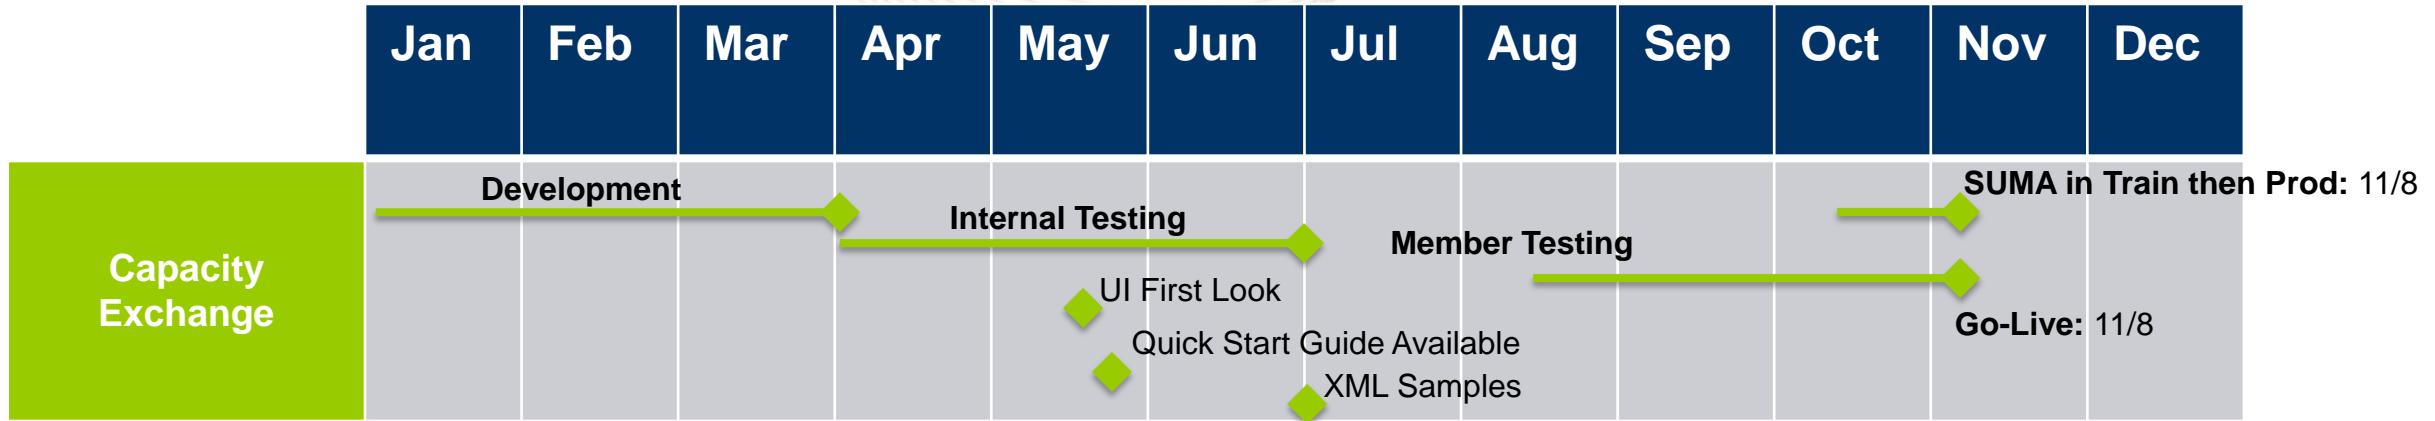 Jan Feb Mar Apr May Jun Jul Aug Sep Oct Nov Dec
Capacity
Exchange
Development
Internal Testing
Member Testing
SUMA in Train then Prod: 11/8
UI First Look
Quick Start Guide Available
XML Samples
Go-Live: 11/8